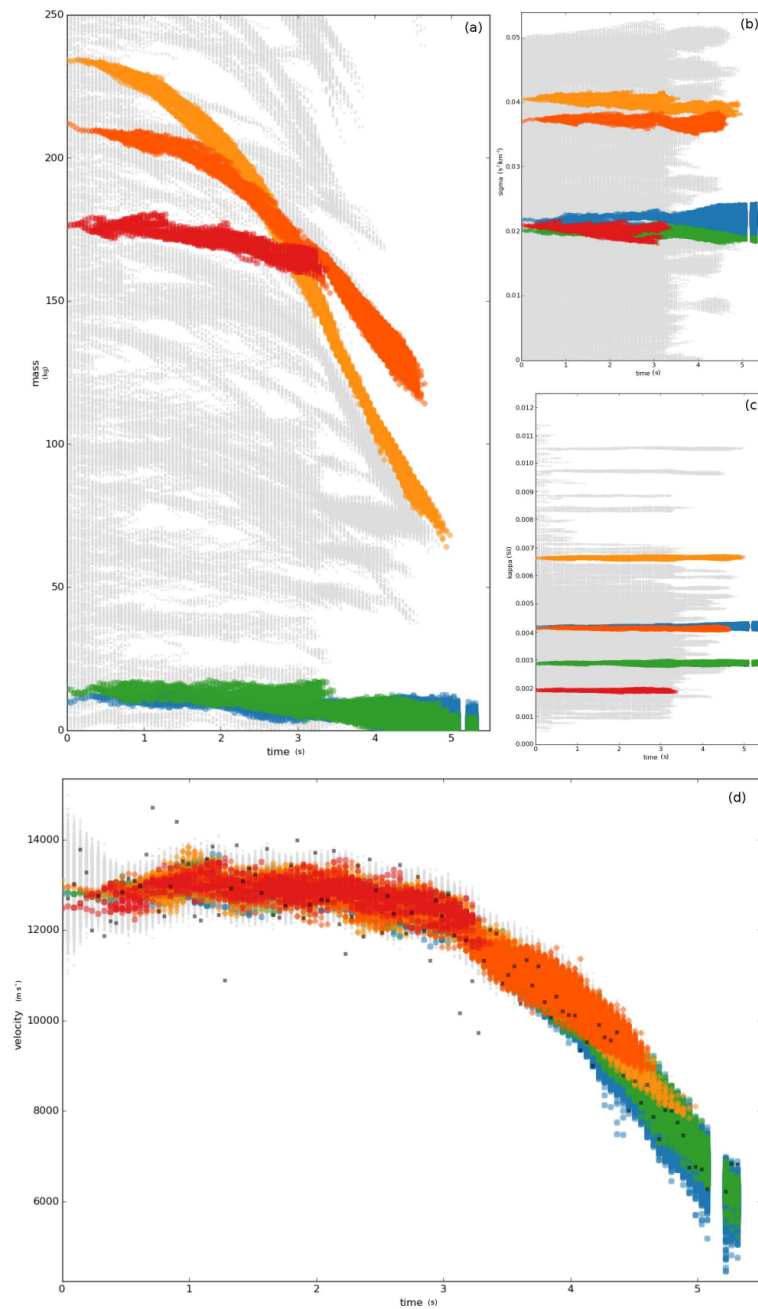 (a)
250
200
150
100
50
0
mass
(kg)
0 1 2 3 4 5
time (s)
(b)
0.05
0.04
0.03
0.02
0.01
0
sigma (s² km⁻²)
0 1 2 3 4 5
time (s)
(c)
0.012
0.011
0.010
0.009
0.008
0.007
0.006
0.005
0.004
0.003
0.002
0.001
0.000
kappa (SI)
0 1 2 3 4 5
time (s)
(d)
14000
12000
10000
8000
6000
velocity (m s⁻¹)
0 1 2 3 4 5
time (s)